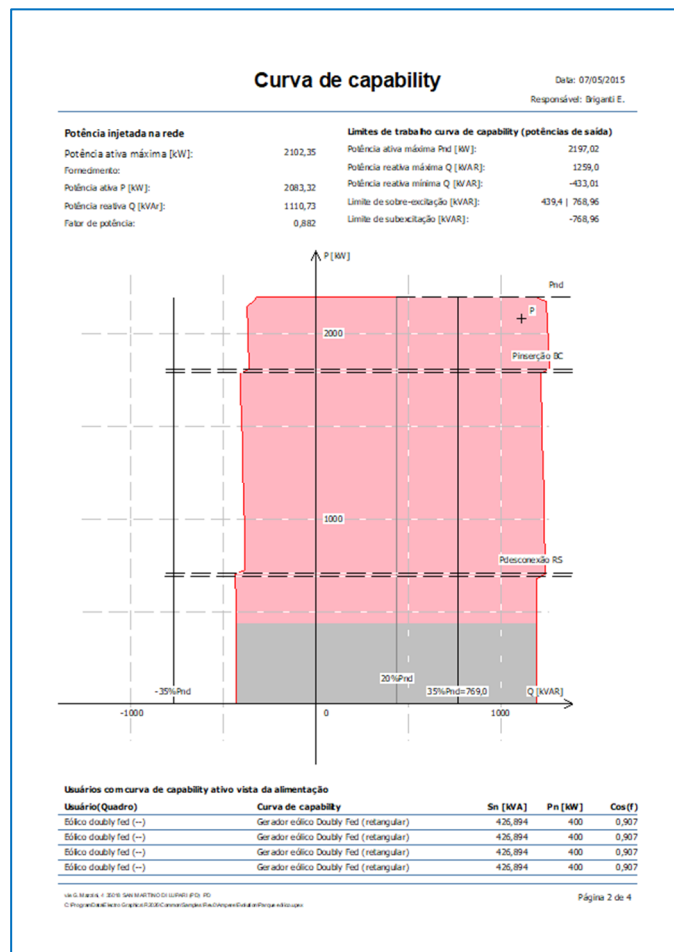 Curva de capability
Data: 07/05/2015
Responsável: Briganti E.
Potência injetada na rede
Potência ativa máxima [kW]: 2102,35
Fornecimento:
Potência ativa P [kW]: 2083,32
Potência reativa Q [kVAr]: 1110,73
Fator de potência: 0,882
Limites de trabalho curva de capability (potências de saída)
Potência ativa máxima Pnd [kW]: 2197,02
Potência reativa máxima Q [kVAR]: 1259,0
Potência reativa mínima Q [kVAR]: -433,01
Limite de sobre-excitação [kVAR]: 439,4 | 768,96
Limite de subexcitação [kVAR]: -768,96
P [kW]
Pnd
P
2000
Pinserção BC
1000
Pdesconexão RS
20%Pnd
-35%Pnd
35%Pnd=769,0
Q [kVAR]
-1000
0
1000
Usuários com curva de capability ativo vista da alimentação
Usuário(Quadro) Curva de capability Sn [kVA] Pn [kW] Cos(f)
Eólico doubly fed (--) Gerador eólico Doubly Fed (retangular) 426,894 400 0,907
Eólico doubly fed (--) Gerador eólico Doubly Fed (retangular) 426,894 400 0,907
Eólico doubly fed (--) Gerador eólico Doubly Fed (retangular) 426,894 400 0,907
Eólico doubly fed (--) Gerador eólico Doubly Fed (retangular) 426,894 400 0,907
SAN MARTINO DI LUPARI (PD) PD
Página 2 de 4